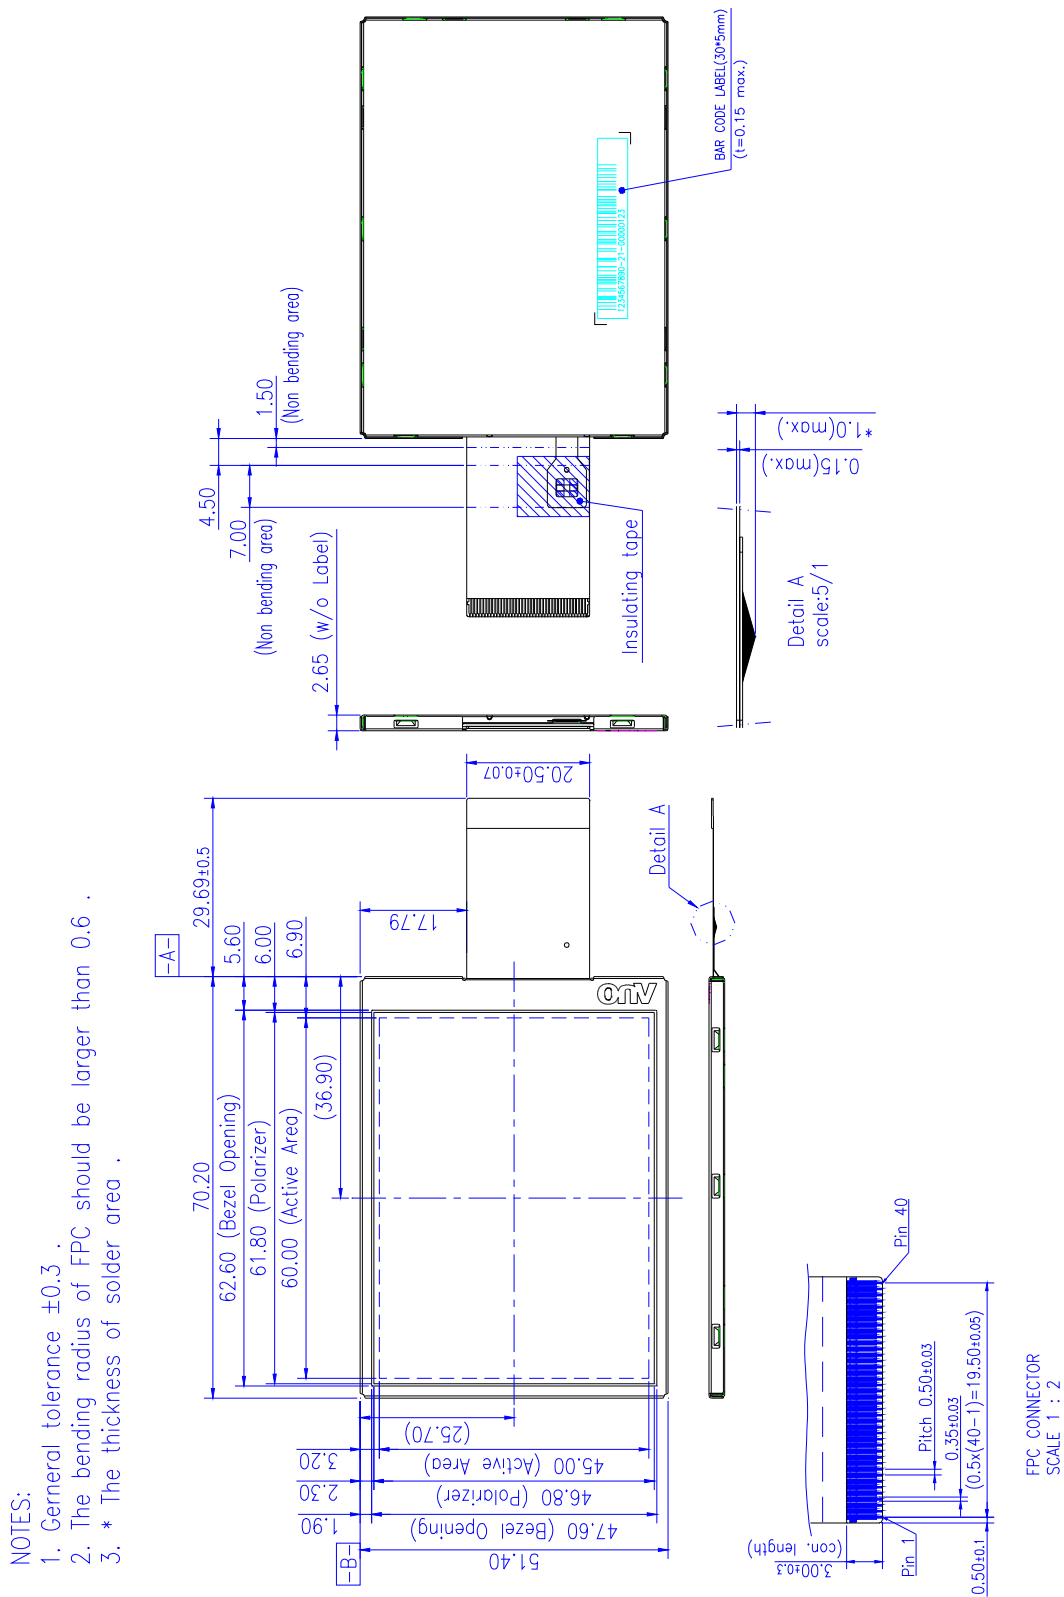 NOTES:
1. Gerneral tolerance ±0.3 .
2. The bending radius of FPC should be larger than 0.6 .
3. * The thickness of solder area .
-A-
70.20
29.69±0.5
62.60 (Bezel Opening)
5.60
61.80 (Polarizer)
6.00
60.00 (Active Area)
6.90
(36.90)
17.79
20.50±0.07
AUO
(25.70)
3.20
45.00 (Active Area)
2.30
46.80 (Polarizer)
1.90
47.60 (Bezel Opening)
51.40
-B-
2.65 (w/o Label)
4.50
1.50
(Non bending area)
7.00
(Non bending area)
Insulating tape
1234567890-21-00000123
BAR CODE LABEL(30*5mm)
(t=0.15 max.)
Detail A
0.15(max.)
*1.0(max.)
Detail A
scale:5/1
3.00±0.3
(con. length)
Pin 1
Pin 40
Pitch 0.50±0.03
0.35±0.03
(0.5x(40-1)=19.50±0.05)
0.50±0.1
FPC CONNECTOR
SCALE 1 : 2